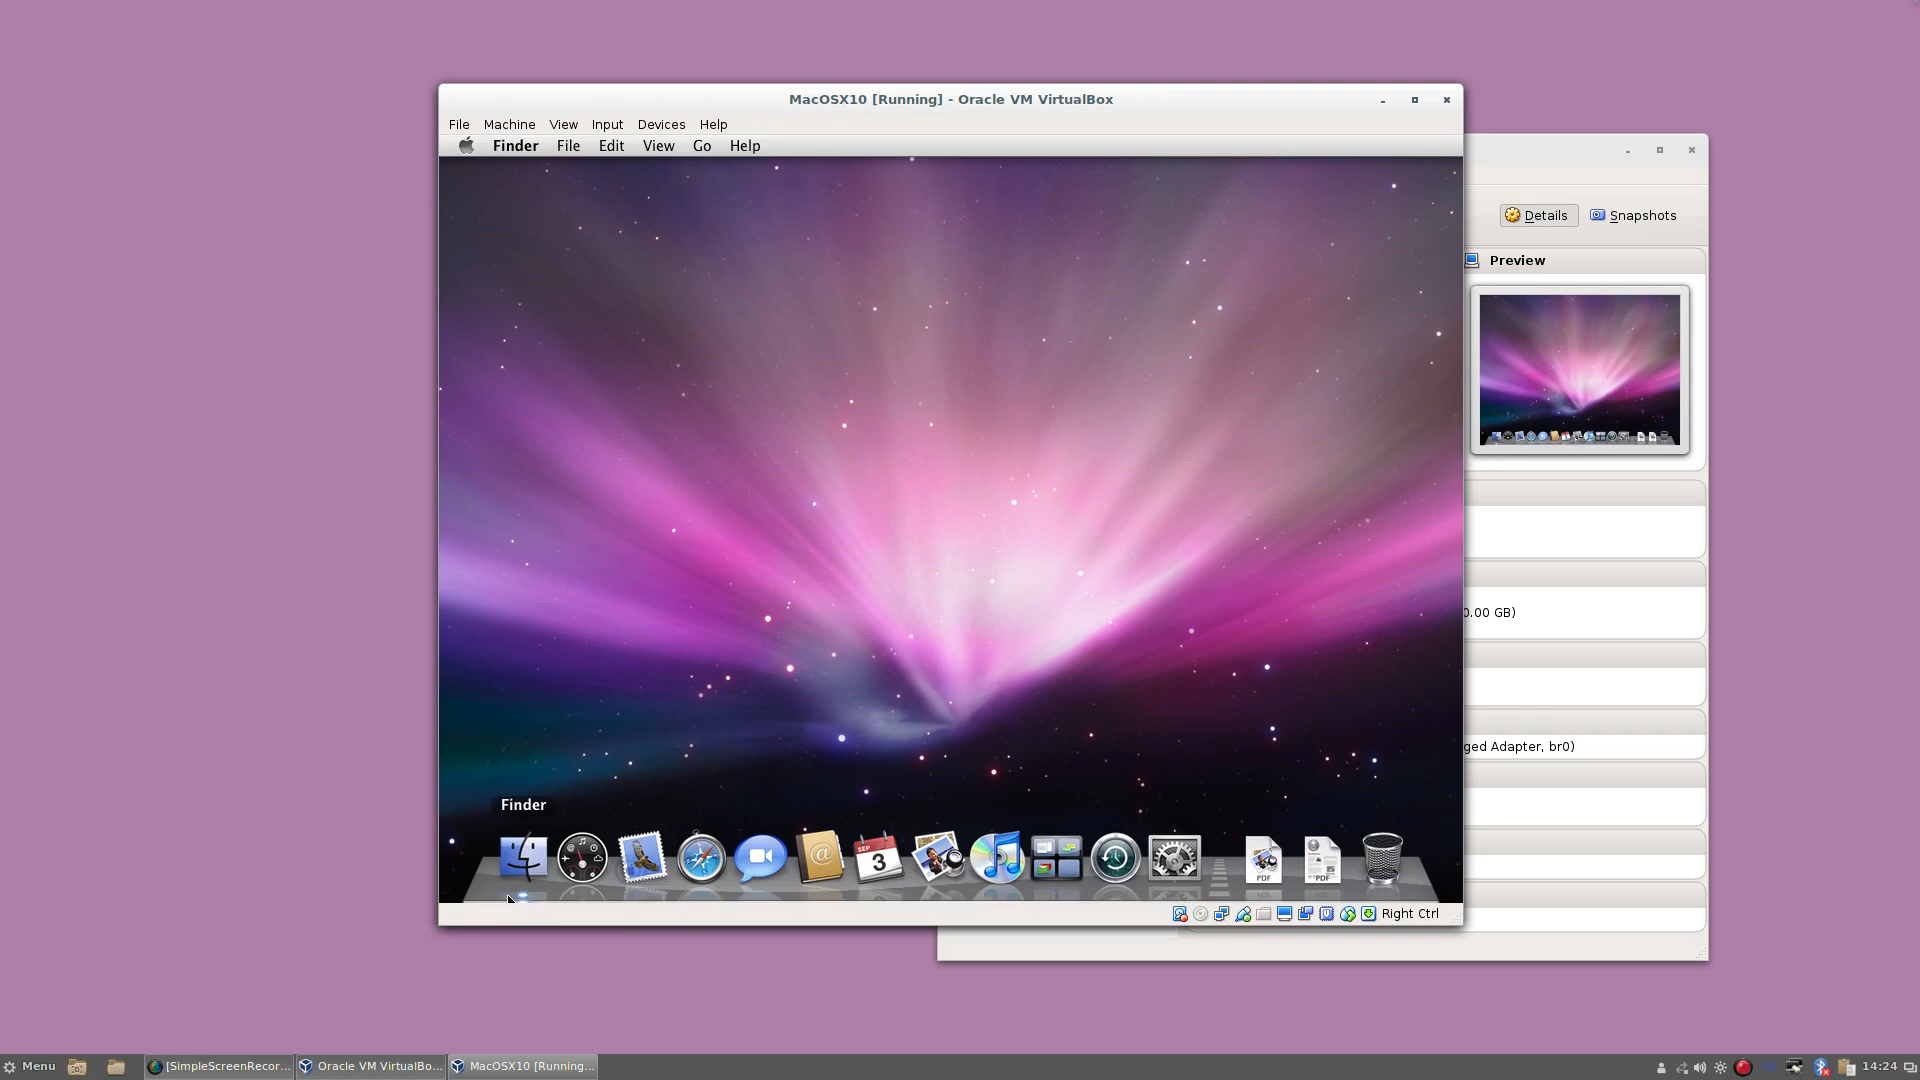 MacOSX10 [Running] - Oracle VM VirtualBox
File Machine View Input Devices Help
Finder File Edit View Go Help
Details Snapshots
Preview
0.00 GB)
ged Adapter, br0)
Finder
SEP
3
@
PDF
PDF
Right Ctrl
Menu [SimpleScreenRecor... Oracle VM VirtualBo... MacOSX10 [Running... 14:24